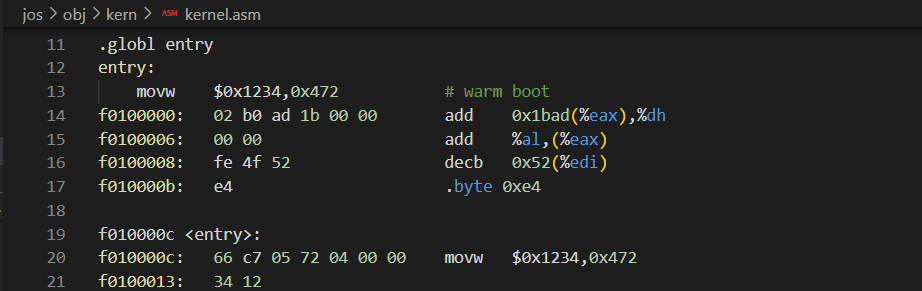 jos > obj > kern > ASM kernel.asm
11 .globl entry
12 entry:
13 movw $0x1234,0x472 # warm boot
14 f0100000: 02 b0 ad 1b 00 00 add 0x1bad(%eax),%dh
15 f0100006: 00 00 add %al,(%eax)
16 f0100008: fe 4f 52 decb 0x52(%edi)
17 f010000b: e4 .byte 0xe4
18
19 f010000c <entry>:
20 f010000c: 66 c7 05 72 04 00 00 movw $0x1234,0x472
21 f0100013: 34 12